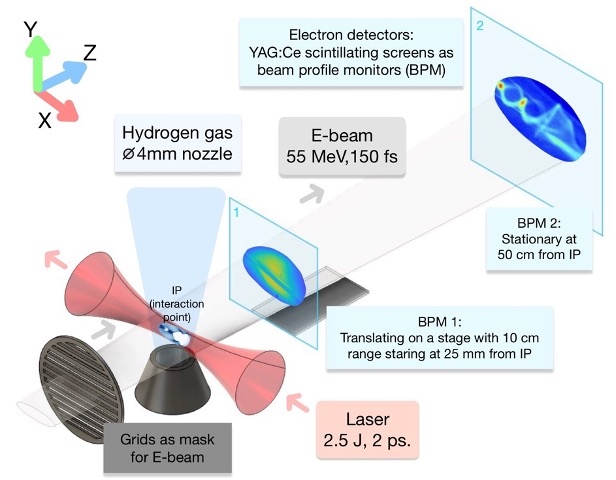 Electron detectors:
YAG:Ce scintillating screens as
beam profile monitors (BPM)
2
Y
Z
X
Hydrogen gas
Ø4mm nozzle
E-beam
55 MeV,150 fs
1
BPM 2:
Stationary at
50 cm from IP
IP
(interaction
point)
BPM 1:
Translating on a stage with 10 cm
range staring at 25 mm from IP
Laser
2.5 J, 2 ps.
Grids as mask
for E-beam